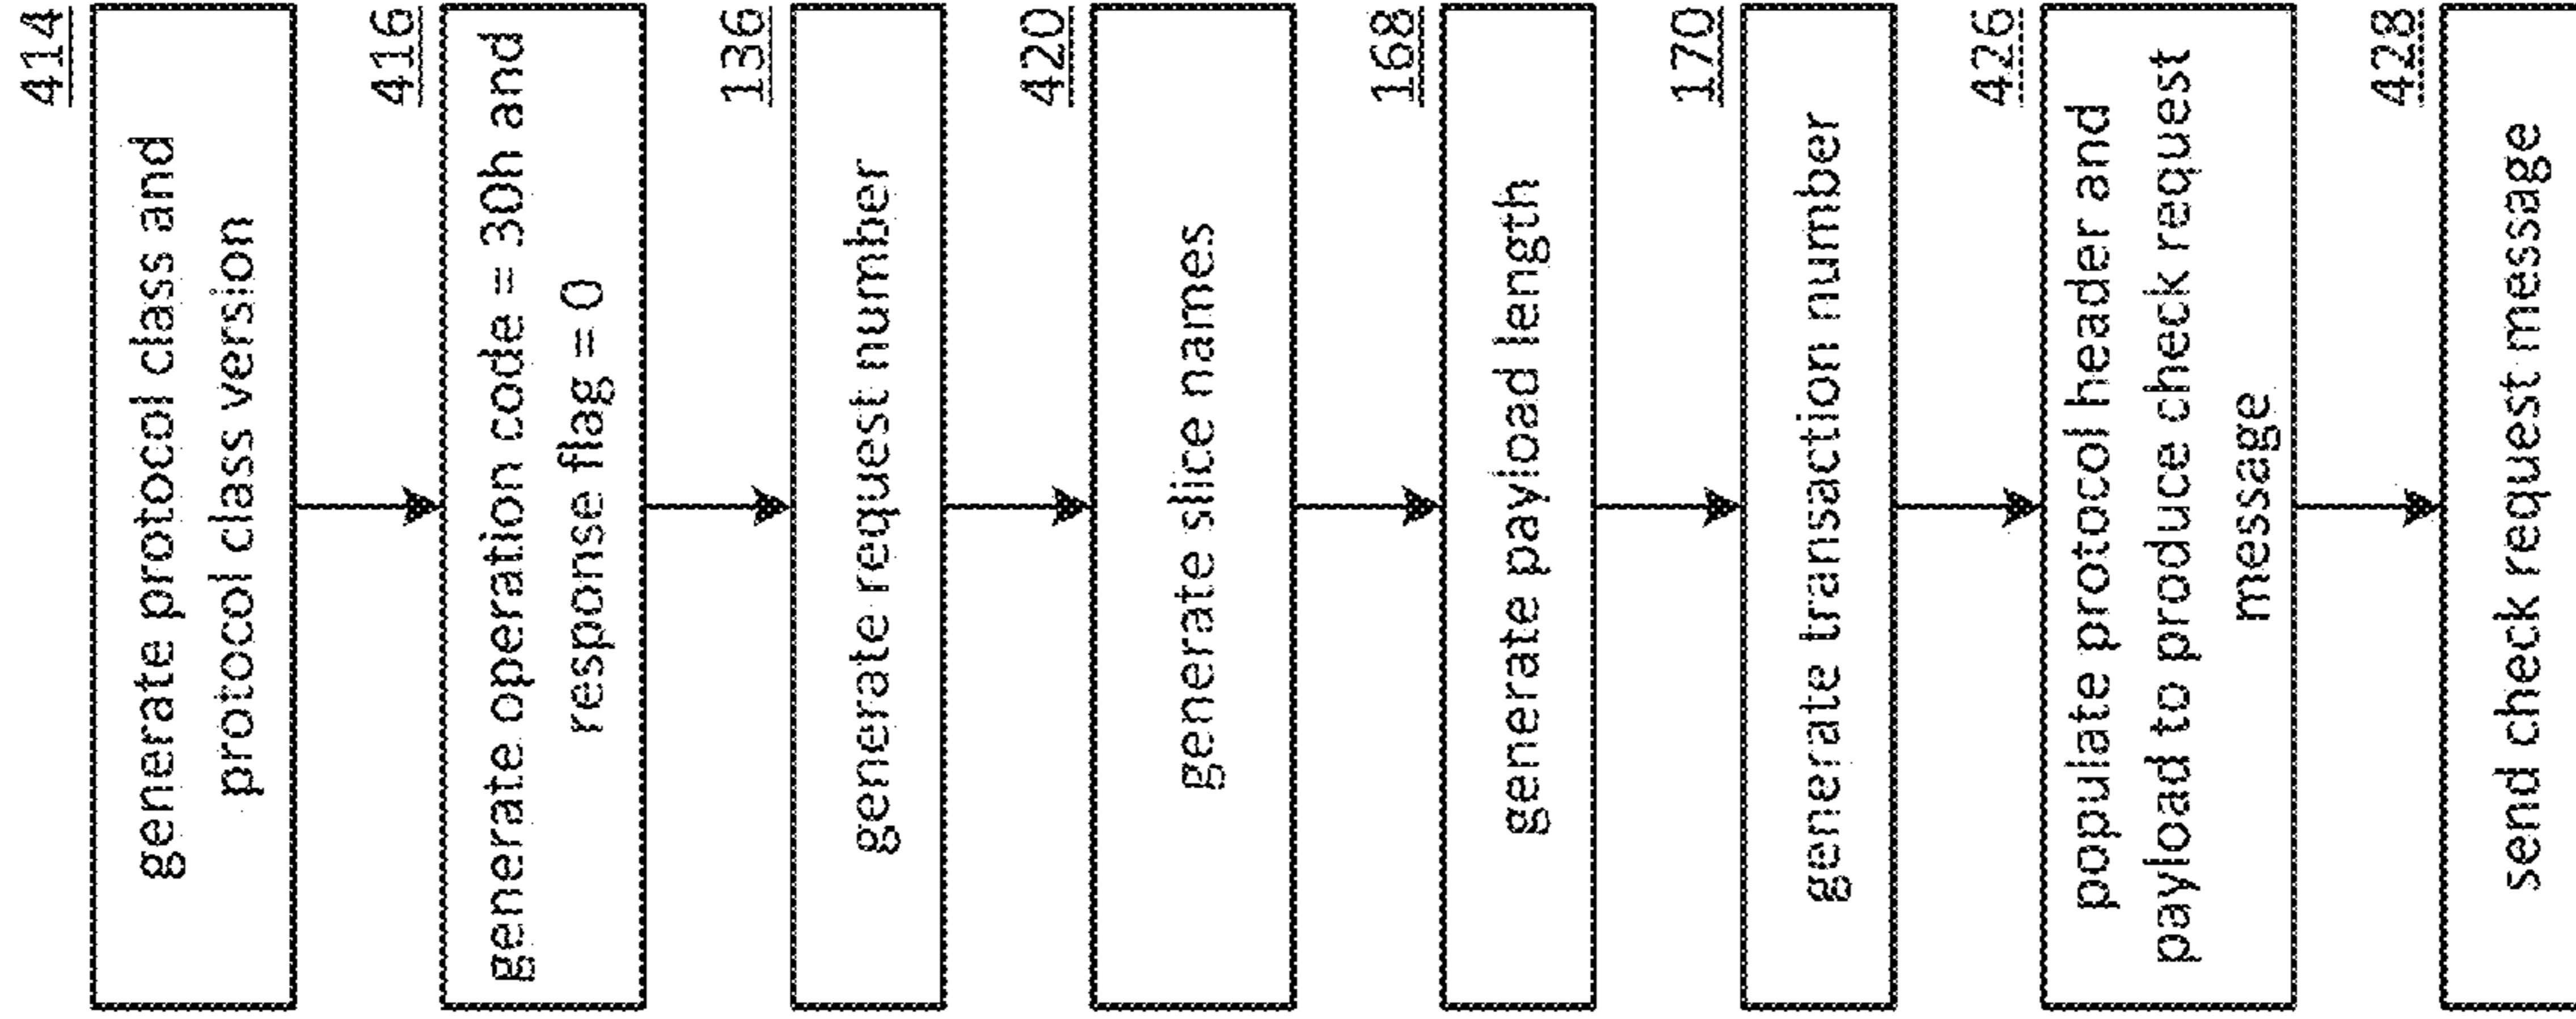 414
generate protocol class and
protocol class version
416
generate operation code = 30h and
response flag = 0
136
generate request number
420
generate slice names
168
generate payload length
170
generate transaction number
426
populate protocol header and
payload to produce check request
message
428
send check request message